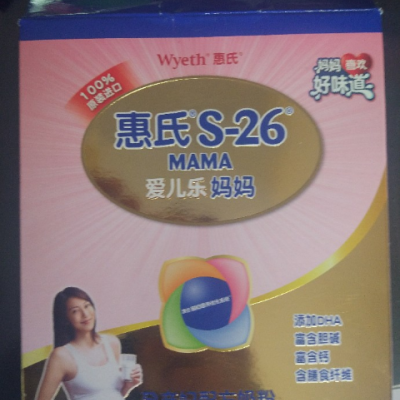 Wyeth® 惠氏®
100%
原装进口
妈妈喜欢
好味道
惠氏® S-26®
MAMA
爱儿乐妈妈
添加DHA
富含胆碱
富含钙
含膳食纤维